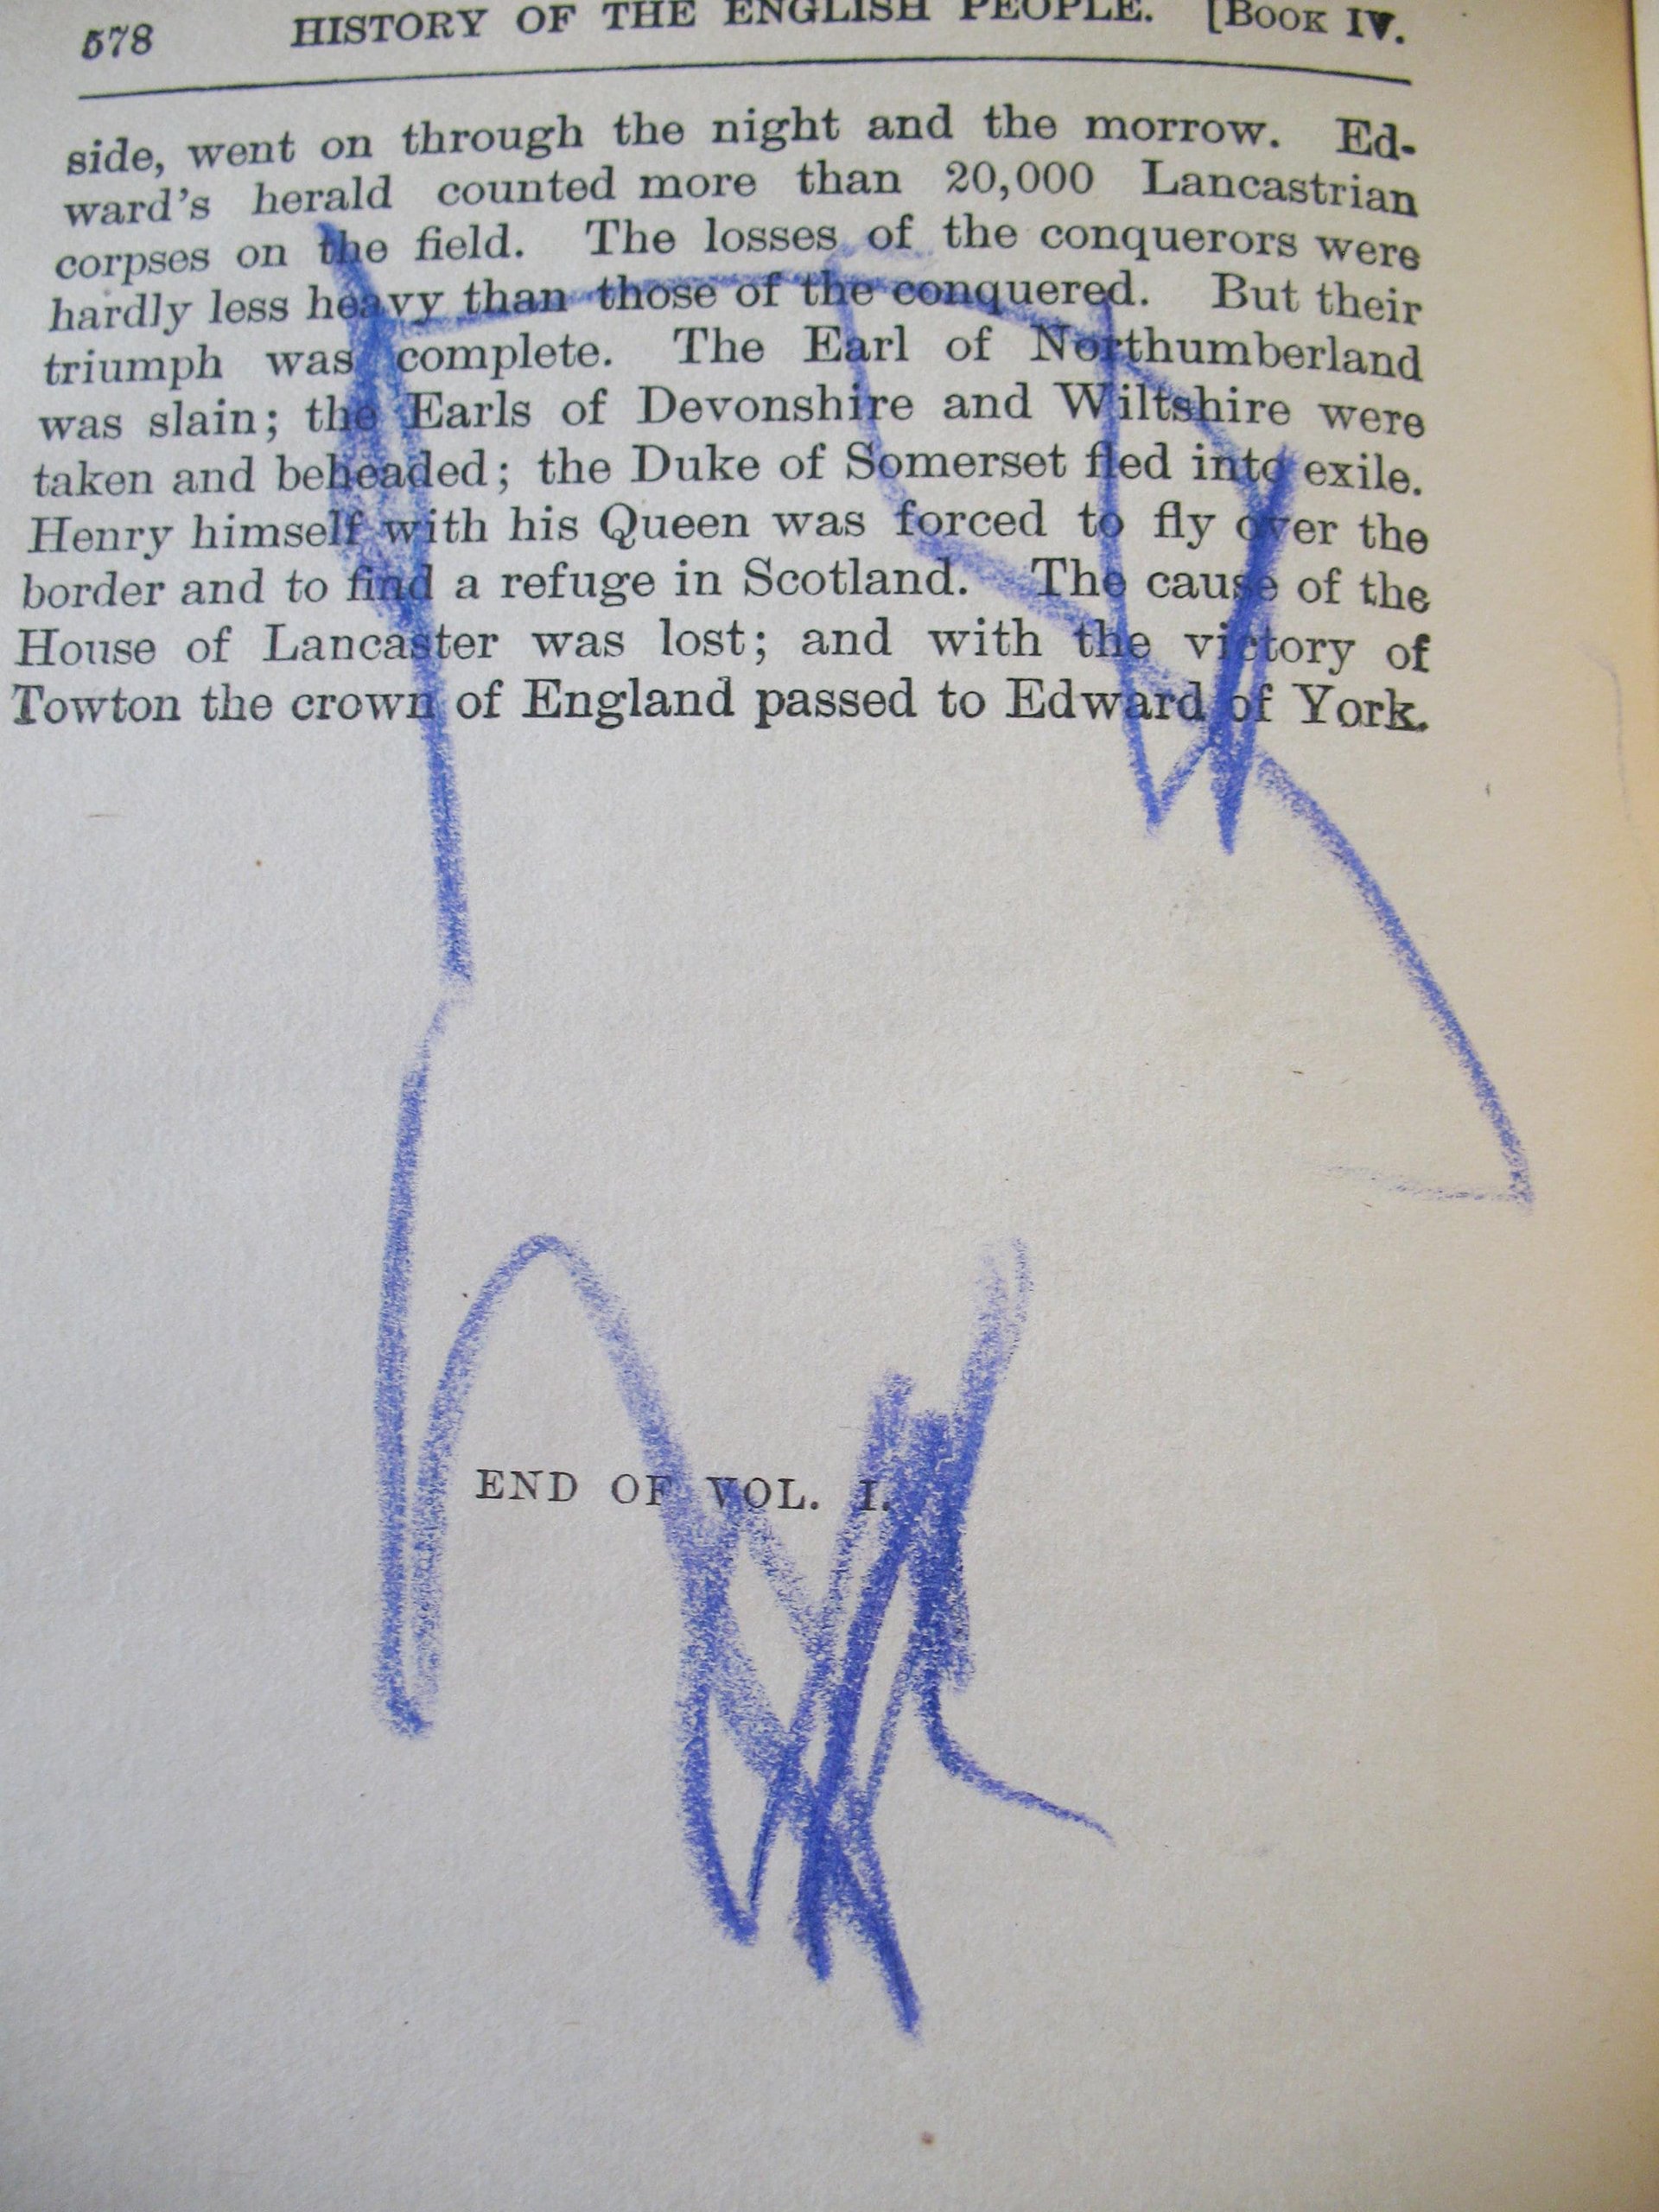 578 HISTORY OF THE ENGLISH PEOPLE. [BOOK IV.
side, went on through the night and the morrow. Ed-
ward's herald counted more than 20,000 Lancastrian
corpses on the field. The losses of the conquerors were
hardly less heavy than those of the conquered. But their
triumph was complete. The Earl of Northumberland
was slain; the Earls of Devonshire and Wiltshire were
taken and beheaded; the Duke of Somerset fled into exile.
Henry himself with his Queen was forced to fly over the
border and to find a refuge in Scotland. The cause of the
House of Lancaster was lost; and with the victory of
Towton the crown of England passed to Edward of York.
END OF VOL. I.